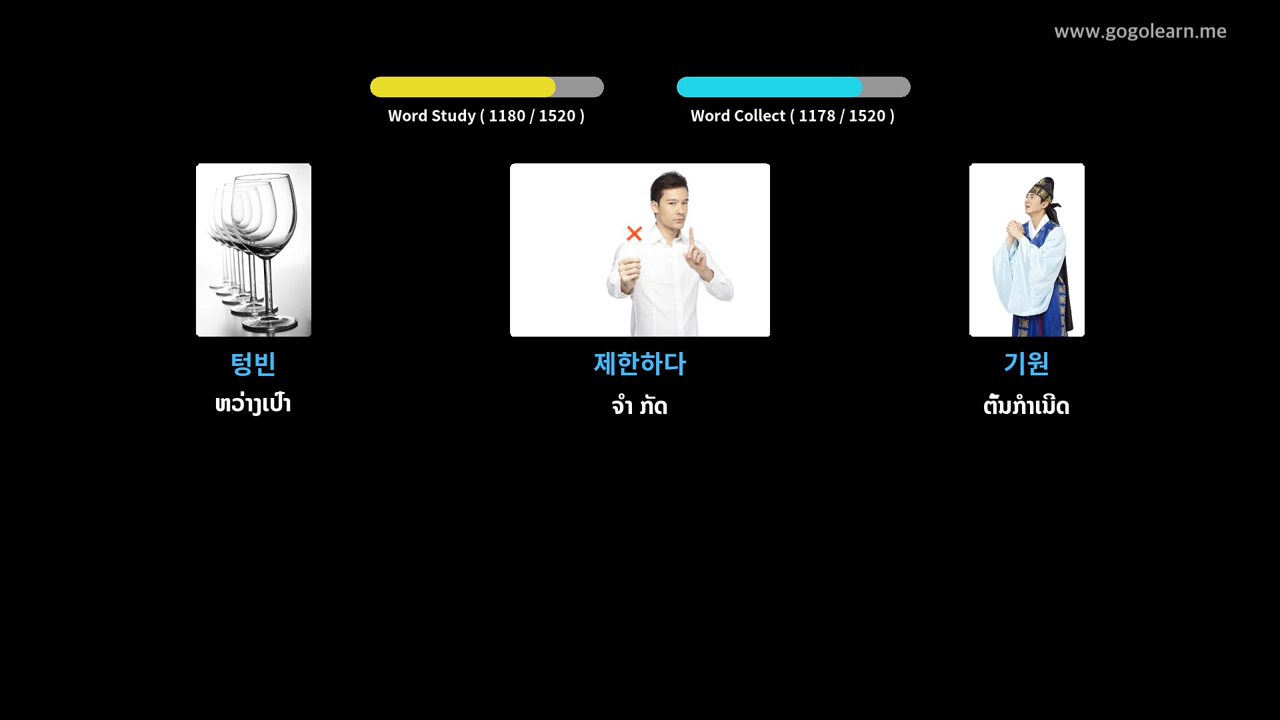 www.gogolearn.me
Word Study ( 1180 / 1520 )
Word Collect ( 1178 / 1520 )
텅빈
ຫວ່າງເປົ່າ
제한하다
ຈຳ ກັດ
기원
ຕົ້ນກໍາເນີດ